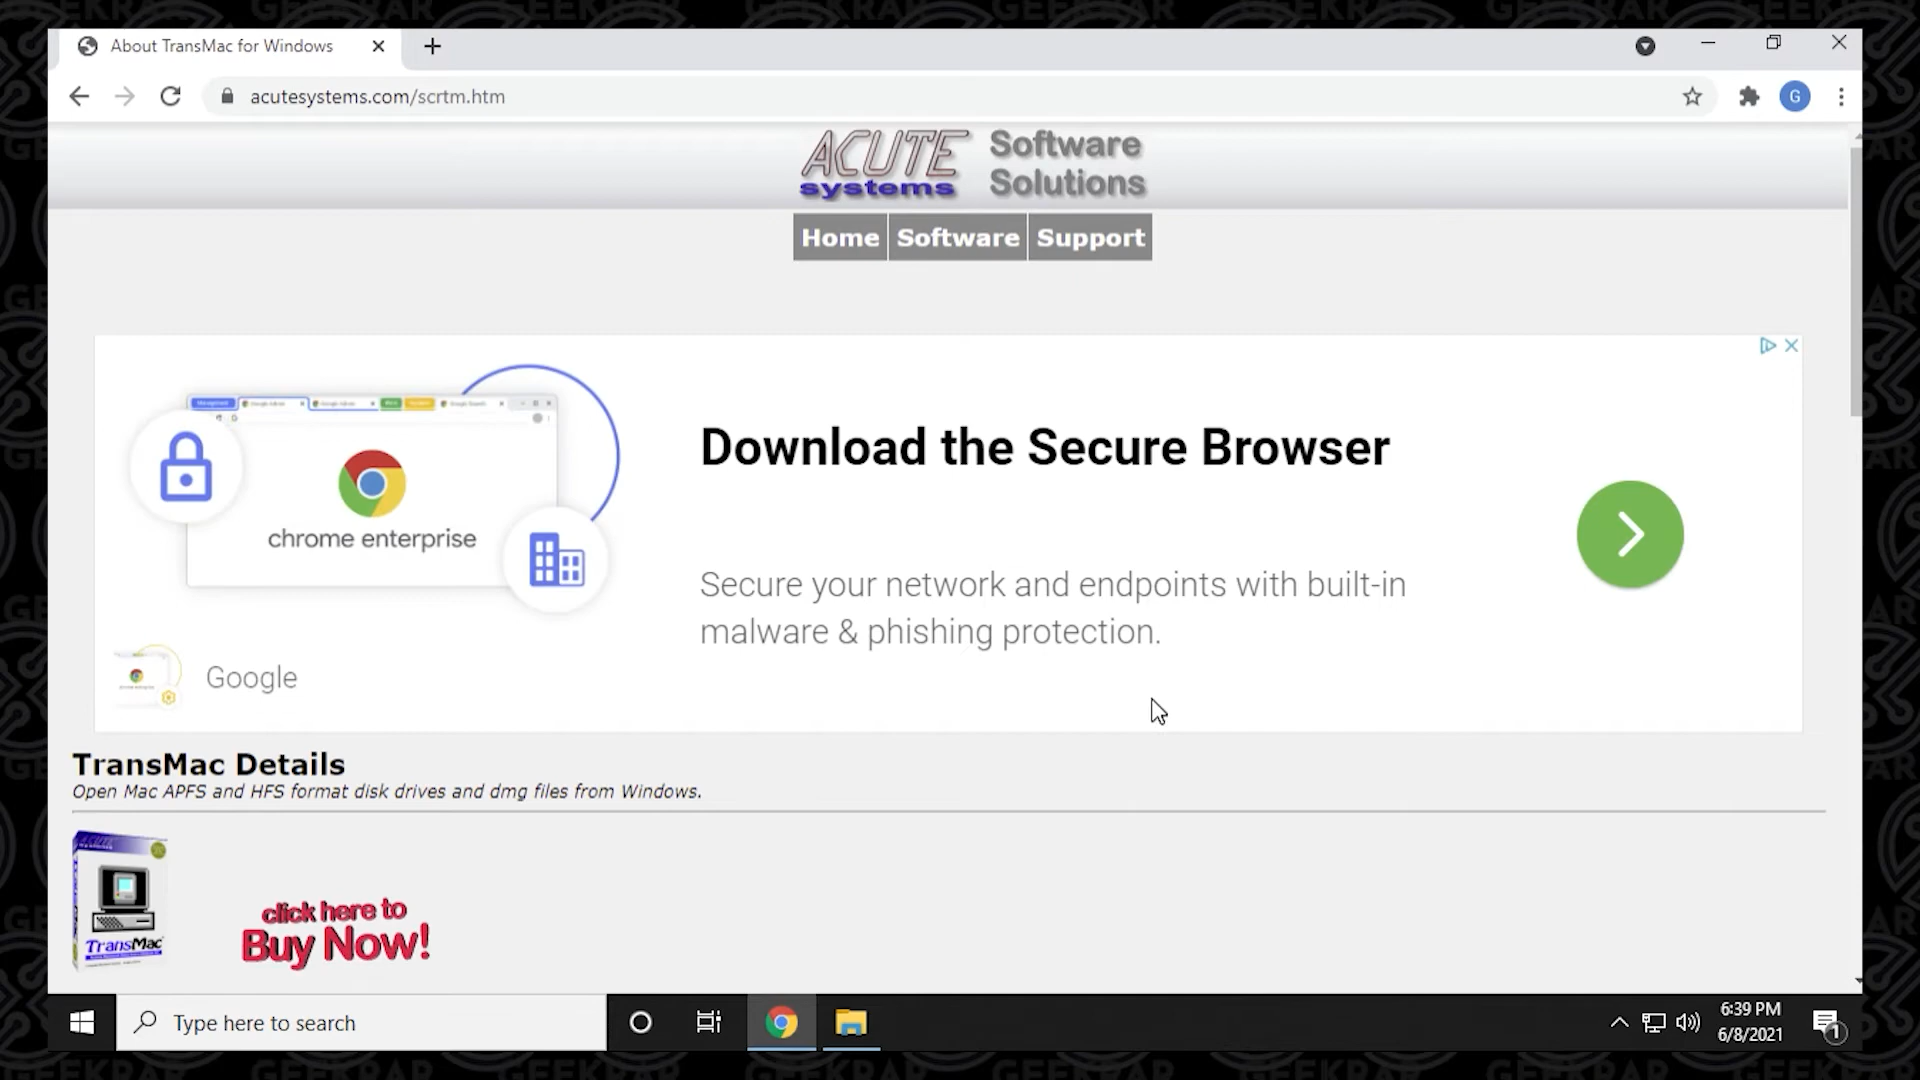 About TransMac for Windows
acutesystems.com/scrtm.htm
G
ACUTE
systems
Software
Solutions
Home
Software
Support
chrome enterprise
Google
Download the Secure Browser
Secure your network and endpoints with built-in
malware & phishing protection.
TransMac Details
Open Mac APFS and HFS format disk drives and dmg files from Windows.
ACUTE
TransMac
click here to
Buy Now!
Type here to search
6:39 PM
6/8/2021
1